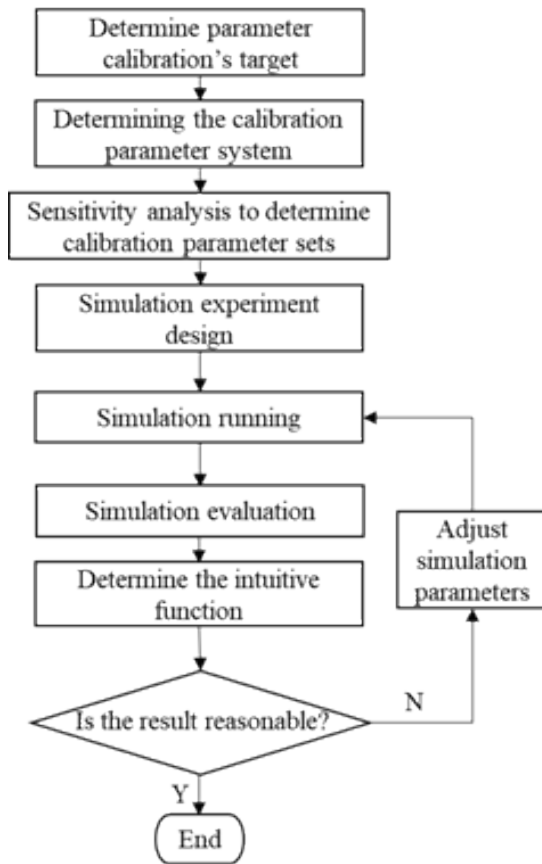 Determine parameter
calibration's target
Determining the calibration
parameter system
Sensitivity analysis to determine
calibration parameter sets
Simulation experiment
design
Simulation running
Simulation evaluation
Adjust
simulation
parameters
Determine the intuitive
function
Is the result reasonable?
N
Y
End